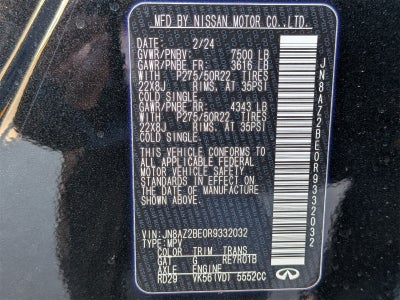 MFD BY NISSAN MOTOR CO.,LTD.
DATE: 2/24
GVWR/PNBV: 7500 LB
GAWR/PNBE FR: 3616 LB
WITH P275/50R22 TIRES
22X8J RIMS, AT 35PSI
COLD SINGLE
GAWR/PNBE RR: 4343 LB
WITH P275/50R22 TIRES
22X8J RIMS, AT 35PSI
COLD SINGLE
THIS VEHICLE CONFORMS TO
ALL APPLICABLE FEDERAL
MOTOR VEHICLE SAFETY
STANDARDS IN EFFECT ON
THE DATE OF MANUFACTURE
SHOWN ABOVE.
VIN: JN8AZ2BE0R9332032
TYPE: MPV
COLOR TRIM TRANS
GAT G RE7R01B
AXLE ENGINE
RD29 VK56(VD) 5552CC
JN8AZ2BE0R9332032
INFINITI